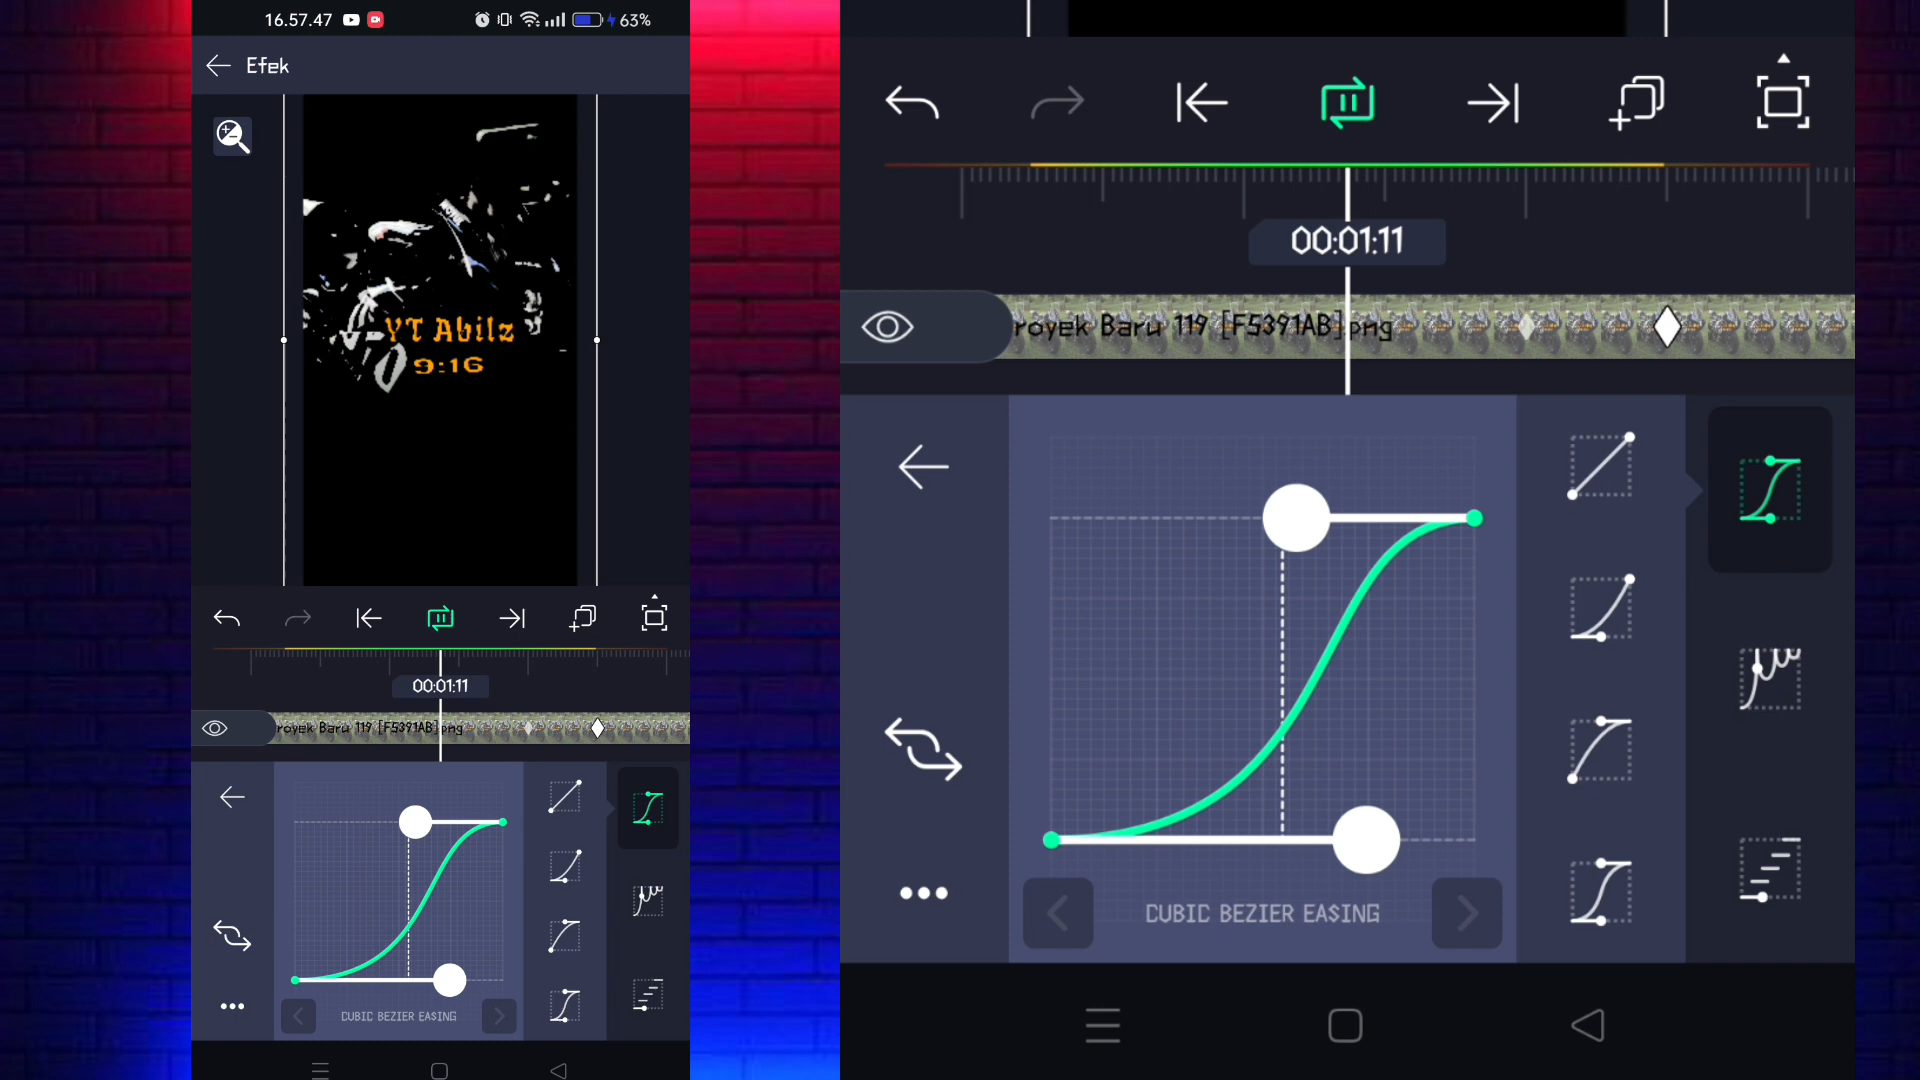 16.57.47
63%
Efek
YT Abilz
9:16
00:01:11
royek Baru 119 [F5391AB].png
CUBIC BEZIER EASING
00:01:11
royek Baru 119 [F5391AB].png
CUBIC BEZIER EASING